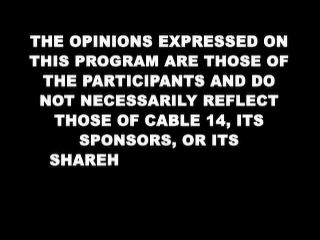 THE OPINIONS EXPRESSED ON
THIS PROGRAM ARE THOSE OF
THE PARTICIPANTS AND DO
NOT NECESSARILY REFLECT
THOSE OF CABLE 14, ITS
SPONSORS, OR ITS
SHAREH